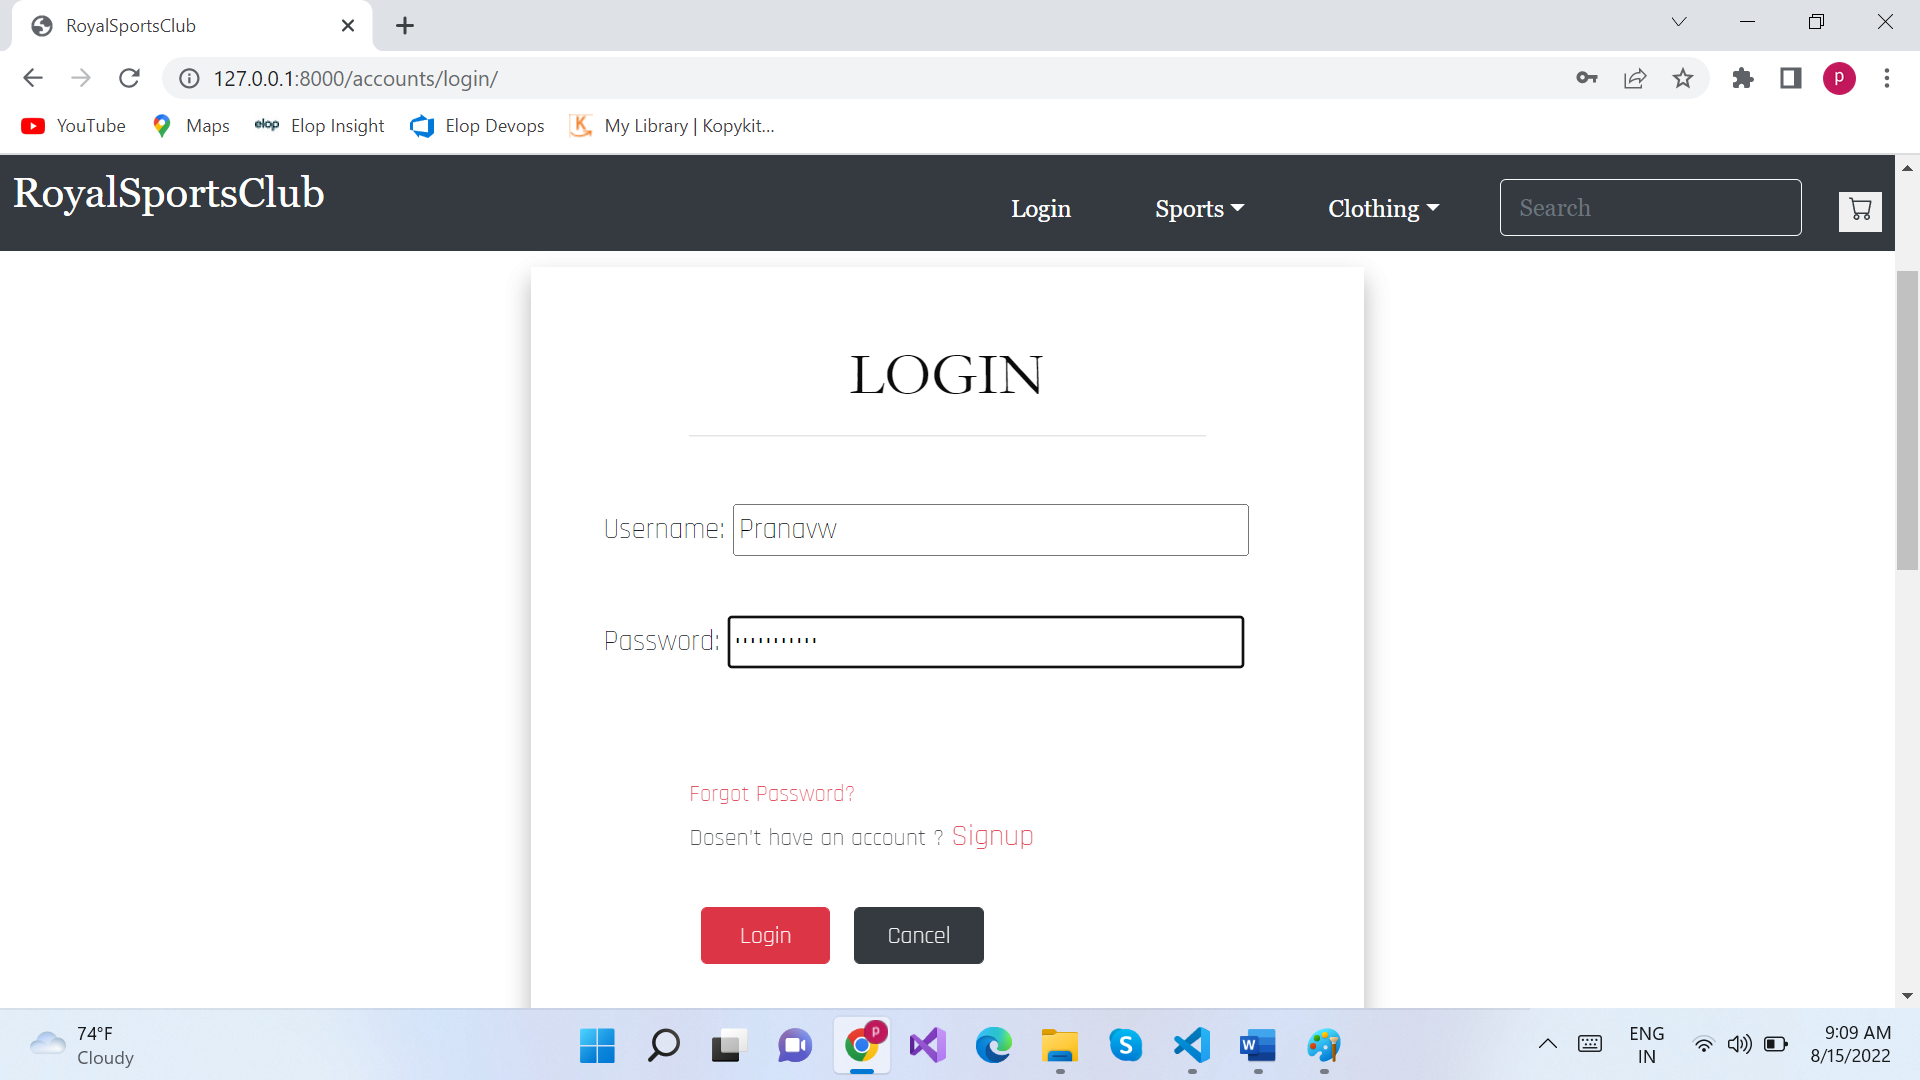 RoyalSportsClub
127.0.0.1:8000/accounts/login/
P
YouTube Maps elop Elop Insight Elop Devops K My Library | Kopykit...
RoyalSportsClub
Login Sports Clothing Search
LOGIN
Username: Pranavw
Password: ...........
Forgot Password?
Dosen't have an account ? Signup
Login Cancel
74°F
Cloudy
P
S
W
ENG
IN
9:09 AM
8/15/2022